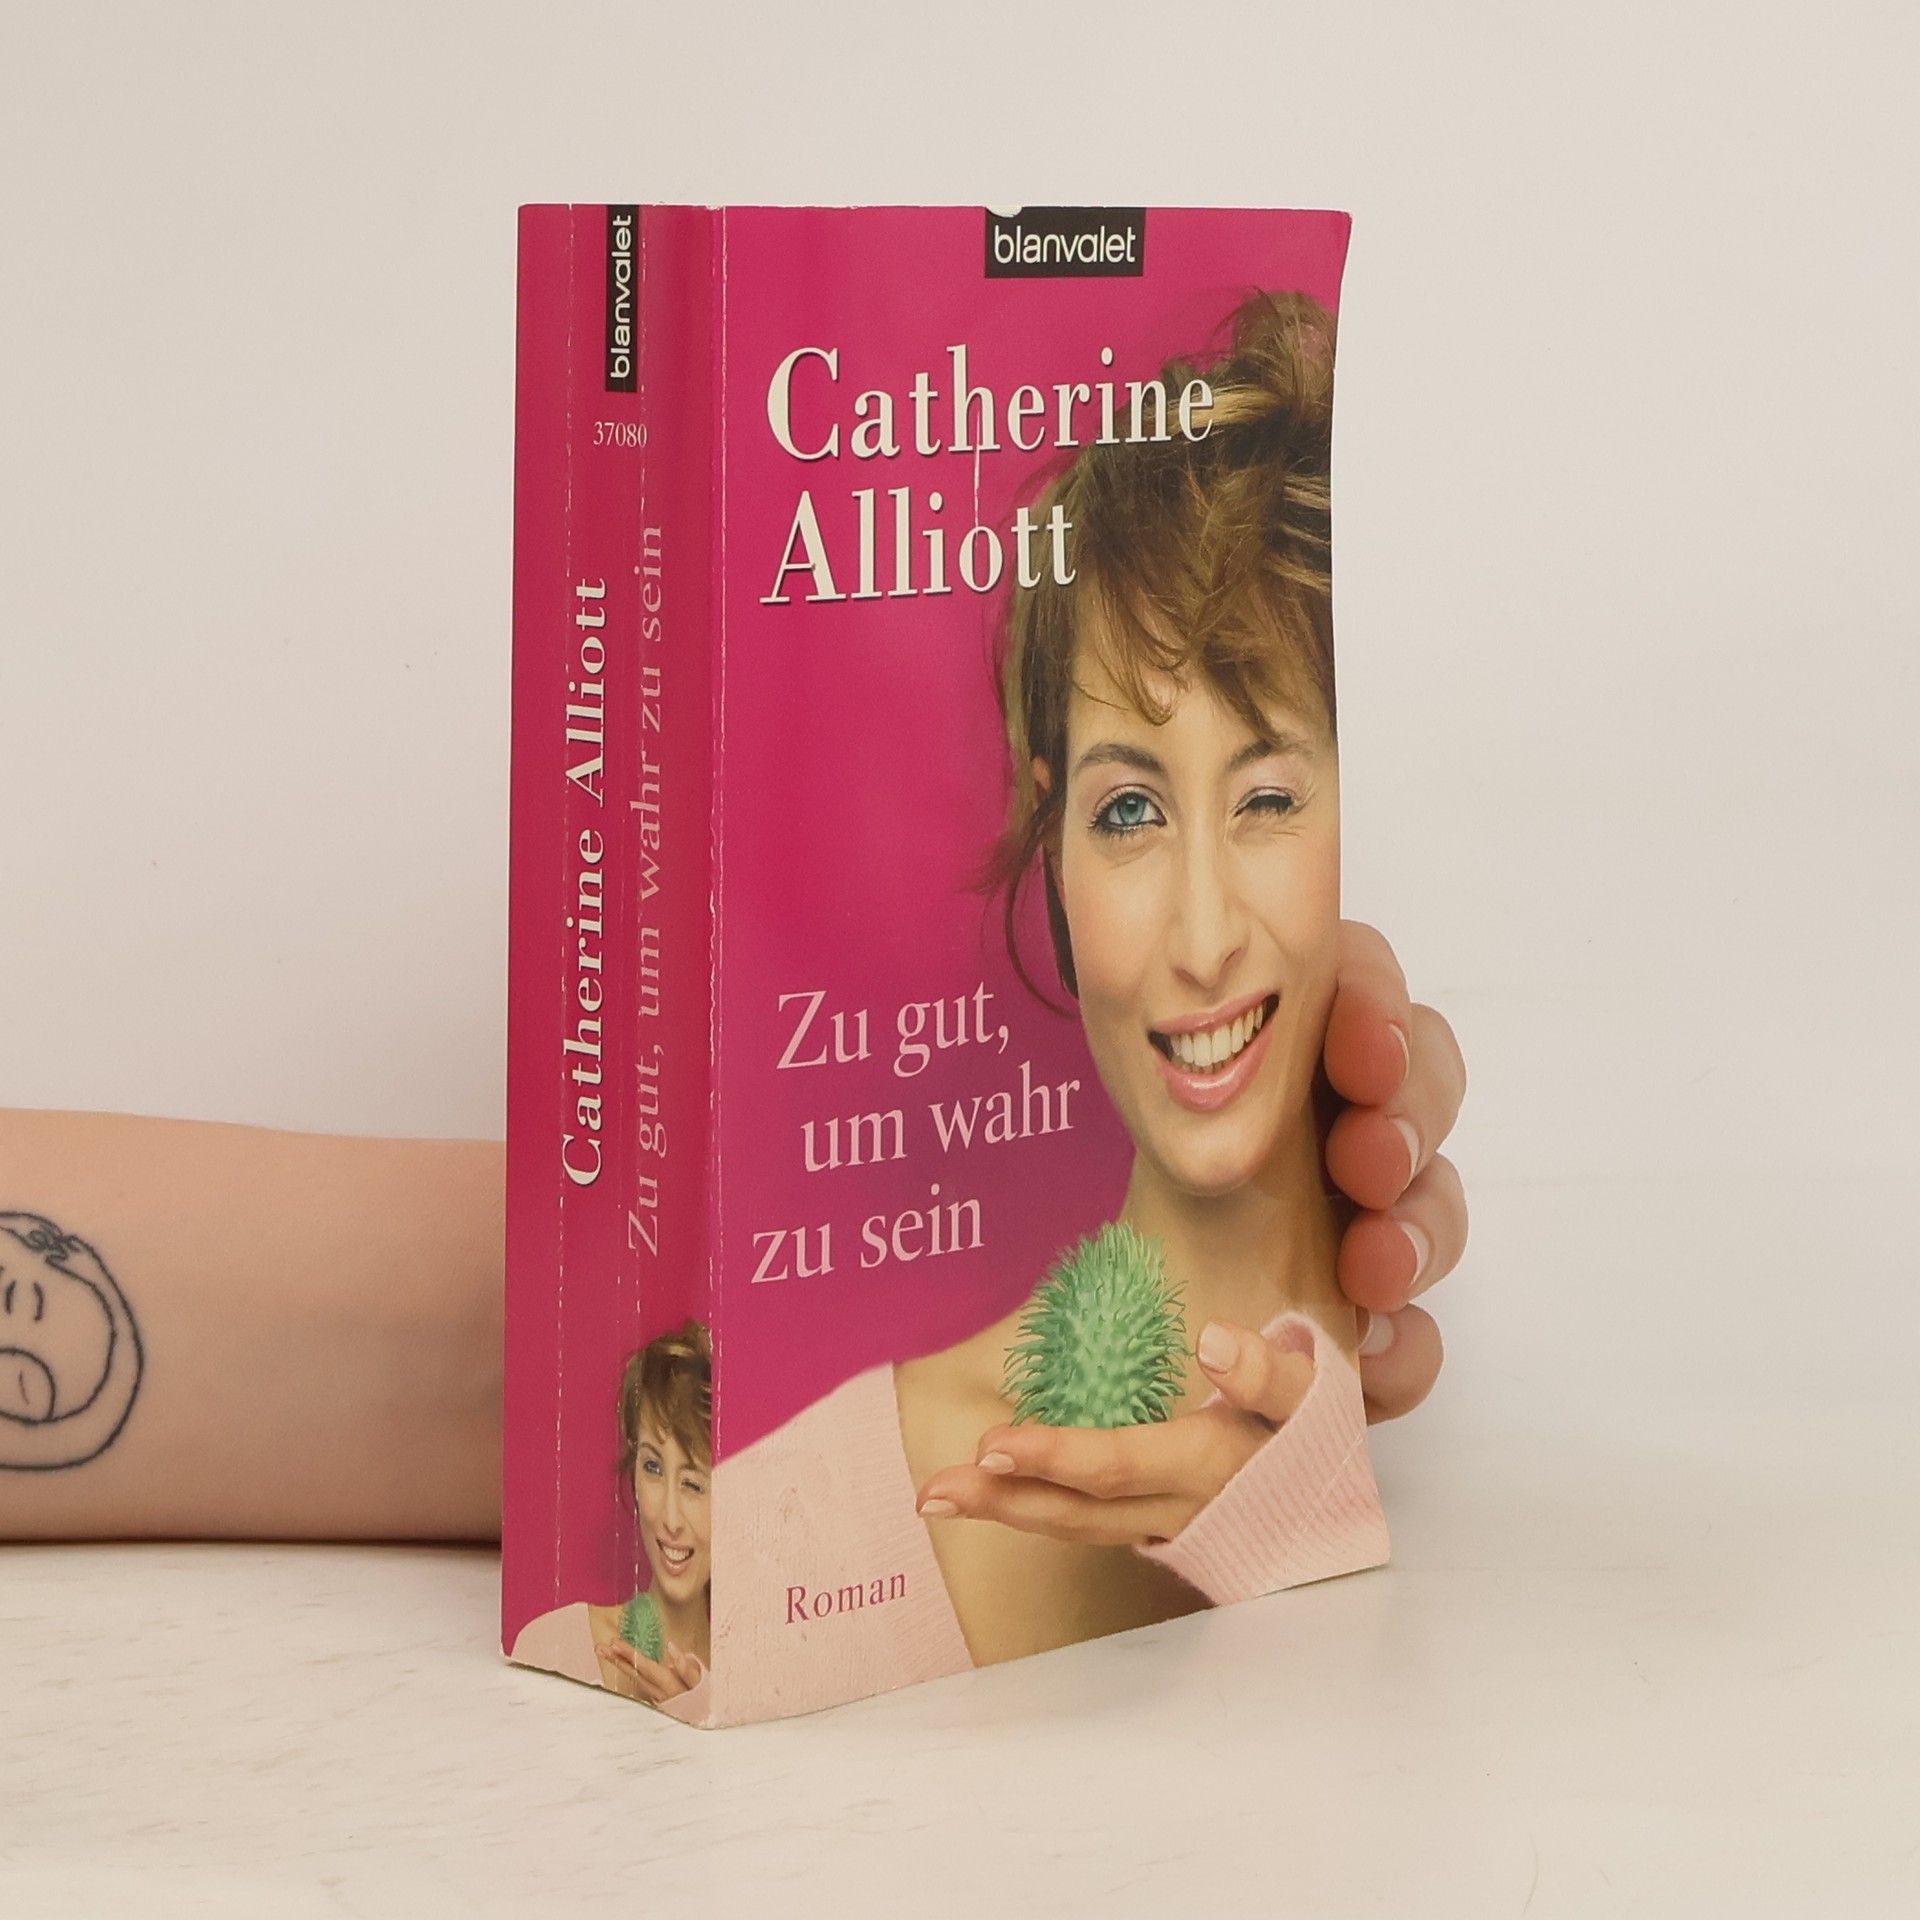 blanvalet
37080
Catherine Alliott
Zu gut, um wahr zu sein
blanvalet
Catherine
Alliott
Zu gut,
um wahr
zu sein
Roman